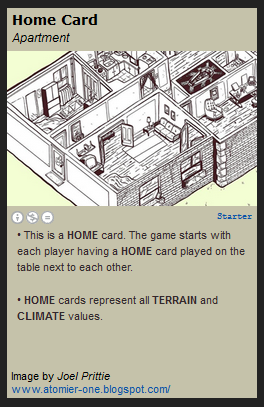 Home Card
Apartment
Starter
• This is a HOME card. The game starts with
each player having a HOME card played on the
table next to each other.
• HOME cards represent all TERRAIN and
CLIMATE values.
Image by Joel Prittie
www.atomier-one.blogspot.com/